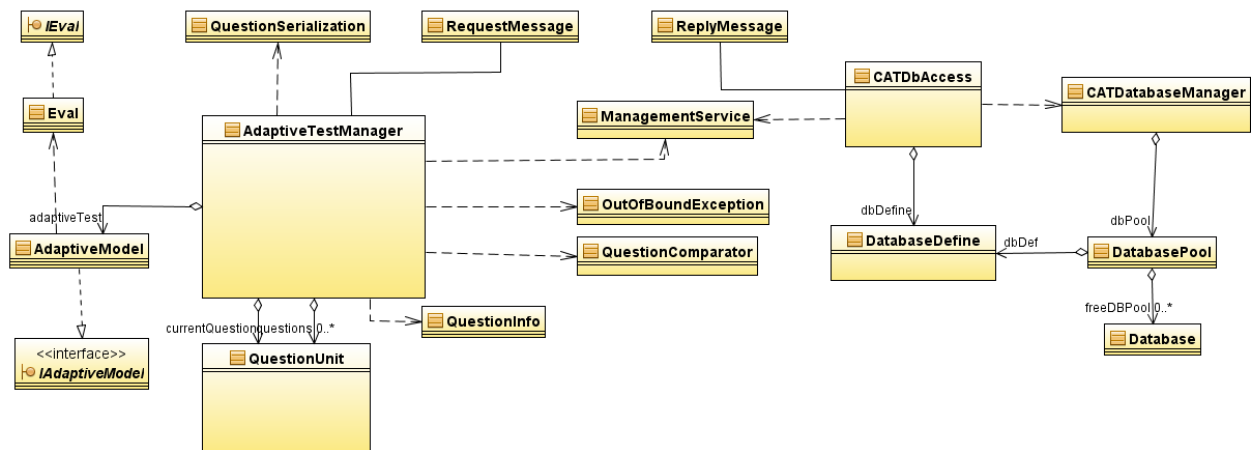 IEval
QuestionSerialization
RequestMessage
ReplyMessage
CATDbAccess
CATDatabaseManager
Eval
ManagementService
AdaptiveTestManager
OutOfBoundException
adaptiveTest
dbDefine
dbPool
AdaptiveModel
QuestionComparator
DatabaseDefine
dbDef
DatabasePool
freeDBPool 0..*
currentQuestion
questions 0..*
QuestionInfo
Database
<<interface>>
IAdaptiveModel
QuestionUnit